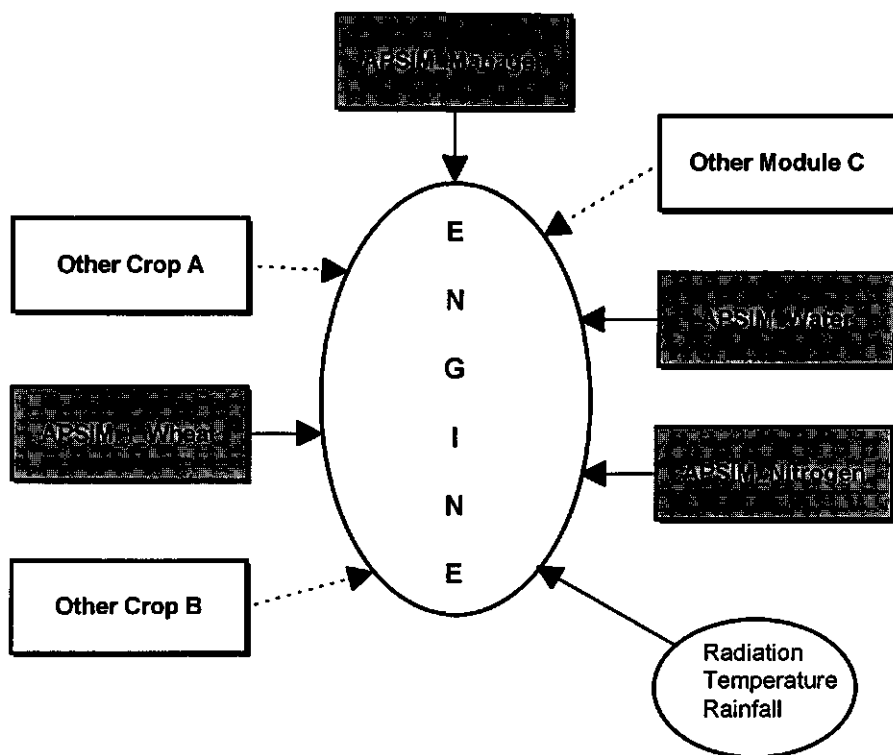 APSIM_Manager
Other Module C
Other Crop A
E
N
G
I
N
E
APSIM_Water
APSIM_Wheat
APSIM_Nitrogen
Other Crop B
Radiation
Temperature
Rainfall